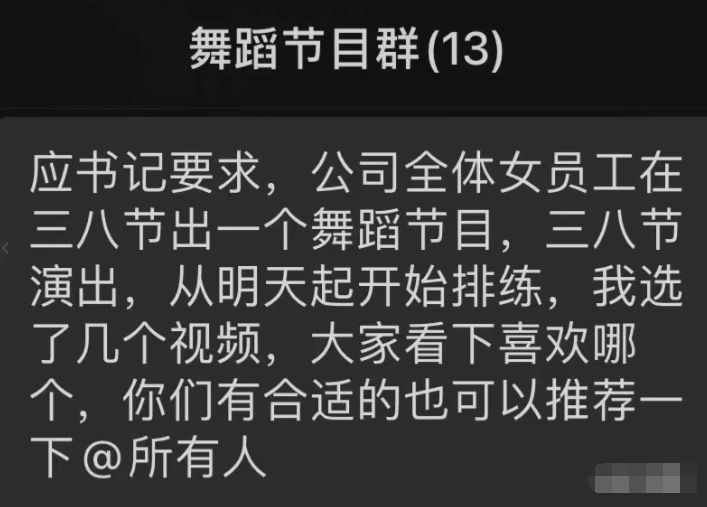 舞蹈节目群(13)
应书记要求，公司全体女员工在
三八节出一个舞蹈节目，三八节
演出，从明天起开始排练，我选
了几个视频，大家看下喜欢哪
个，你们有合适的也可以推荐一
下@所有人